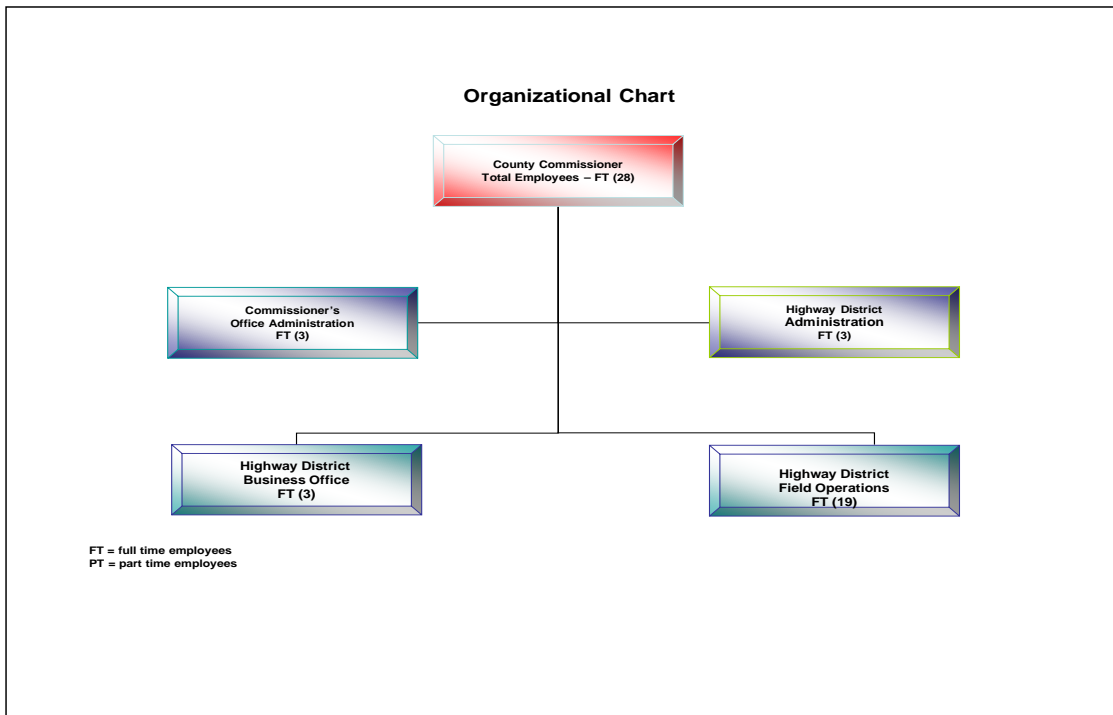 Organizational Chart
County Commissioner
Total Employees – FT (28)
Commissioner's
Office Administration
FT (3)
Highway District
Administration
FT (3)
Highway District
Business Office
FT (3)
Highway District
Field Operations
FT (19)
FT = full time employees
PT = part time employees